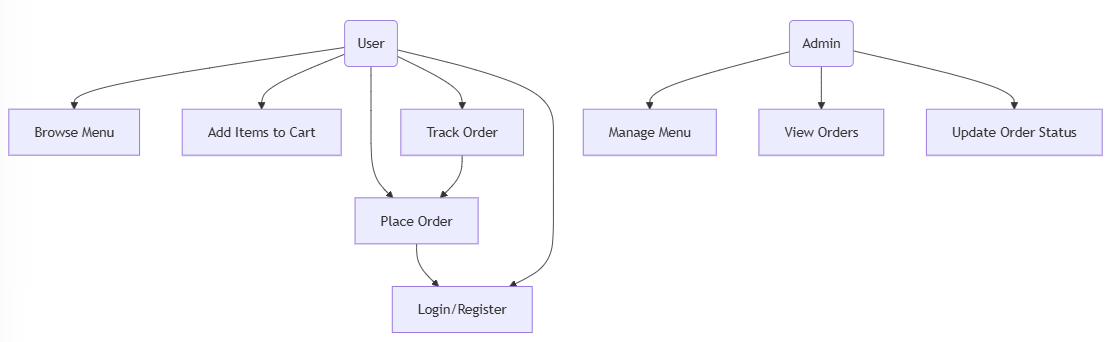 User
Admin
Browse Menu
Add Items to Cart
Track Order
Manage Menu
View Orders
Update Order Status
Place Order
Login/Register